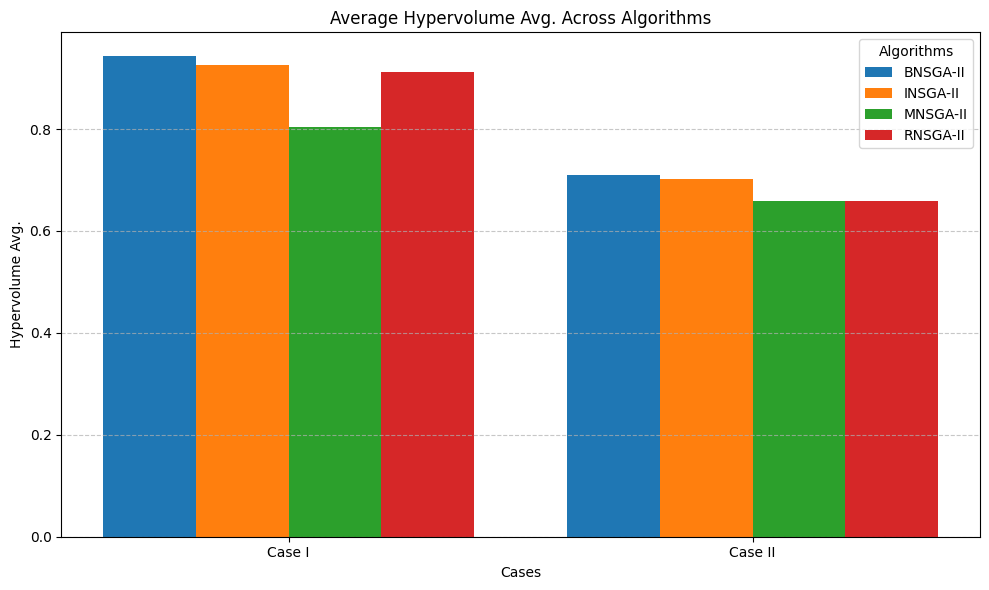 Average Hypervolume Avg. Across Algorithms
Algorithms
BNSGA-II
INSGA-II
MNSGA-II
RNSGA-II
Hypervolume Avg.
0.8
0.6
0.4
0.2
0.0
Case I
Case II
Cases